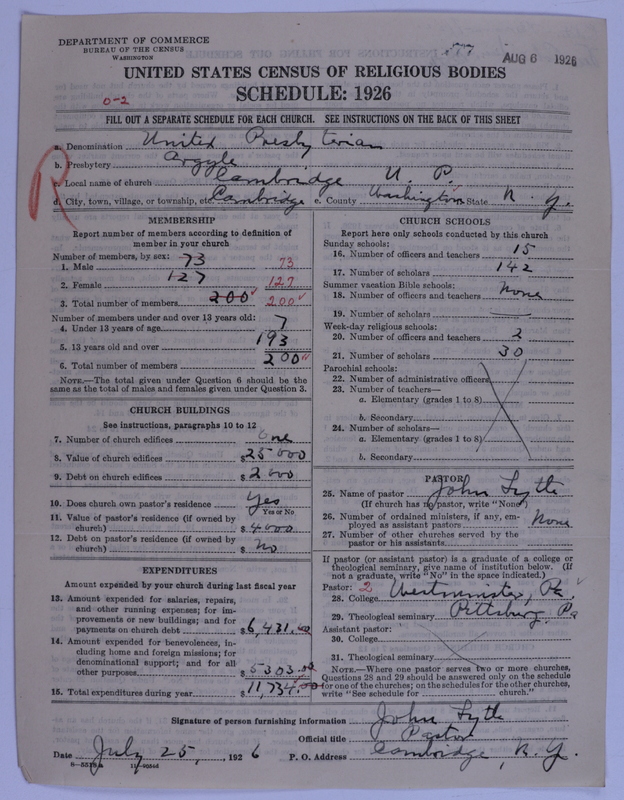 DEPARTMENT OF COMMERCE
BUREAU OF THE CENSUS
WASHINGTON
AUG 6 1926
UNITED STATES CENSUS OF RELIGIOUS BODIES
SCHEDULE: 1926
0-2
FILL OUT A SEPARATE SCHEDULE FOR EACH CHURCH. SEE INSTRUCTIONS ON THE BACK OF THIS SHEET
R
a. Denomination United Presbyterian
b. Presbytery Argyle
c. Local name of church Cambridge U. P.
d. City, town, village, or township, etc. Cambridge e. County Washington State N. Y.
MEMBERSHIP
Report number of members according to definition of
member in your church
Number of members, by sex:
1. Male 73 73
2. Female 127 127
3. Total number of members 200 200
Number of members under and over 13 years old:
4. Under 13 years of age 7
5. 13 years old and over 193
6. Total number of members 200
NOTE.—The total given under Question 6 should be the
same as the total of males and females given under Question 3.
CHURCH BUILDINGS
See instructions, paragraphs 10 to 12
7. Number of church edifices One
8. Value of church edifices $25000
9. Debt on church edifices $2000
10. Does church own pastor's residence Yes
Yes or No
11. Value of pastor's residence (if owned by
church) $4000
12. Debt on pastor's residence (if owned by
church) $ No
EXPENDITURES
Amount expended by your church during last fiscal year
13. Amount expended for salaries, repairs,
and other running expenses; for im-
provements or new buildings; and for
payments on church debt $6,431.00
14. Amount expended for benevolences, in-
cluding home and foreign missions; for
denominational support; and for all
other purposes $5303.00
15. Total expenditures during year $11,734.00
CHURCH SCHOOLS
Report here only schools conducted by this church
Sunday schools:
16. Number of officers and teachers 15
17. Number of scholars 142
Summer vacation Bible schools:
18. Number of officers and teachers None
19. Number of scholars
Week-day religious schools:
20. Number of officers and teachers 2
21. Number of scholars 30
Parochial schools:
22. Number of administrative officers
23. Number of teachers—
a. Elementary (grades 1 to 8)
b. Secondary
24. Number of scholars—
a. Elementary (grades 1 to 8)
b. Secondary
PASTOR
25. Name of pastor John Lytle
(If church has no pastor, write "None")
26. Number of ordained ministers, if any, em-
ployed as assistant pastors None
27. Number of other churches served by the
pastor or his assistants
If pastor (or assistant pastor) is a graduate of a college or
theological seminary, give name of institution below. (If
not a graduate, write "No" in the space indicated.)
Pastor: 2
28. College Westminster, Pa.
29. Theological seminary Pittsburg, Pa
Assistant pastor:
30. College
31. Theological seminary
NOTE.—Where one pastor serves two or more churches,
Questions 28 and 29 should be answered only on the schedule
for one of the churches; on the schedules for the other churches,
write "See schedule for church."
Signature of person furnishing information John Lytle
Official title Pastor
Date July 25, 1926 P. O. Address Cambridge, N. Y.